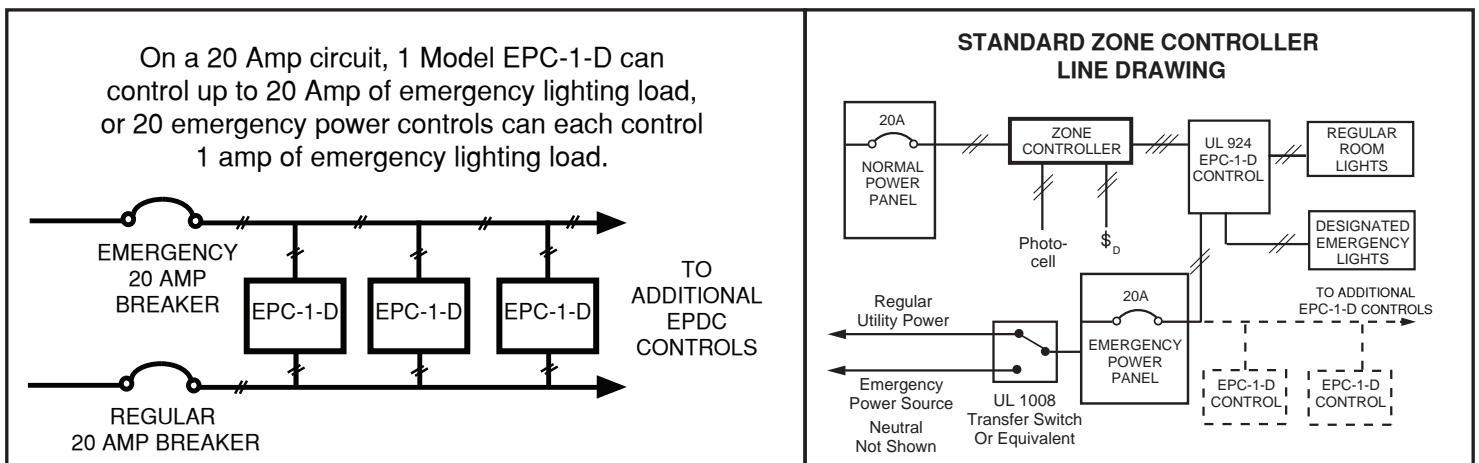 On a 20 Amp circuit, 1 Model EPC-1-D can
control up to 20 Amp of emergency lighting load,
or 20 emergency power controls can each control
1 amp of emergency lighting load.
EMERGENCY
20 AMP
BREAKER
EPC-1-D
EPC-1-D
EPC-1-D
TO
ADDITIONAL
EPDC
CONTROLS
REGULAR
20 AMP BREAKER
STANDARD ZONE CONTROLLER
LINE DRAWING
20A
NORMAL
POWER
PANEL
ZONE
CONTROLLER
UL 924
EPC-1-D
CONTROL
REGULAR
ROOM
LIGHTS
Photo-
cell
$D
DESIGNATED
EMERGENCY
LIGHTS
Regular
Utility Power
20A
EMERGENCY
POWER
PANEL
TO ADDITIONAL
EPC-1-D CONTROLS
Emergency
Power Source
Neutral
Not Shown
UL 1008
Transfer Switch
Or Equivalent
EPC-1-D
CONTROL
EPC-1-D
CONTROL